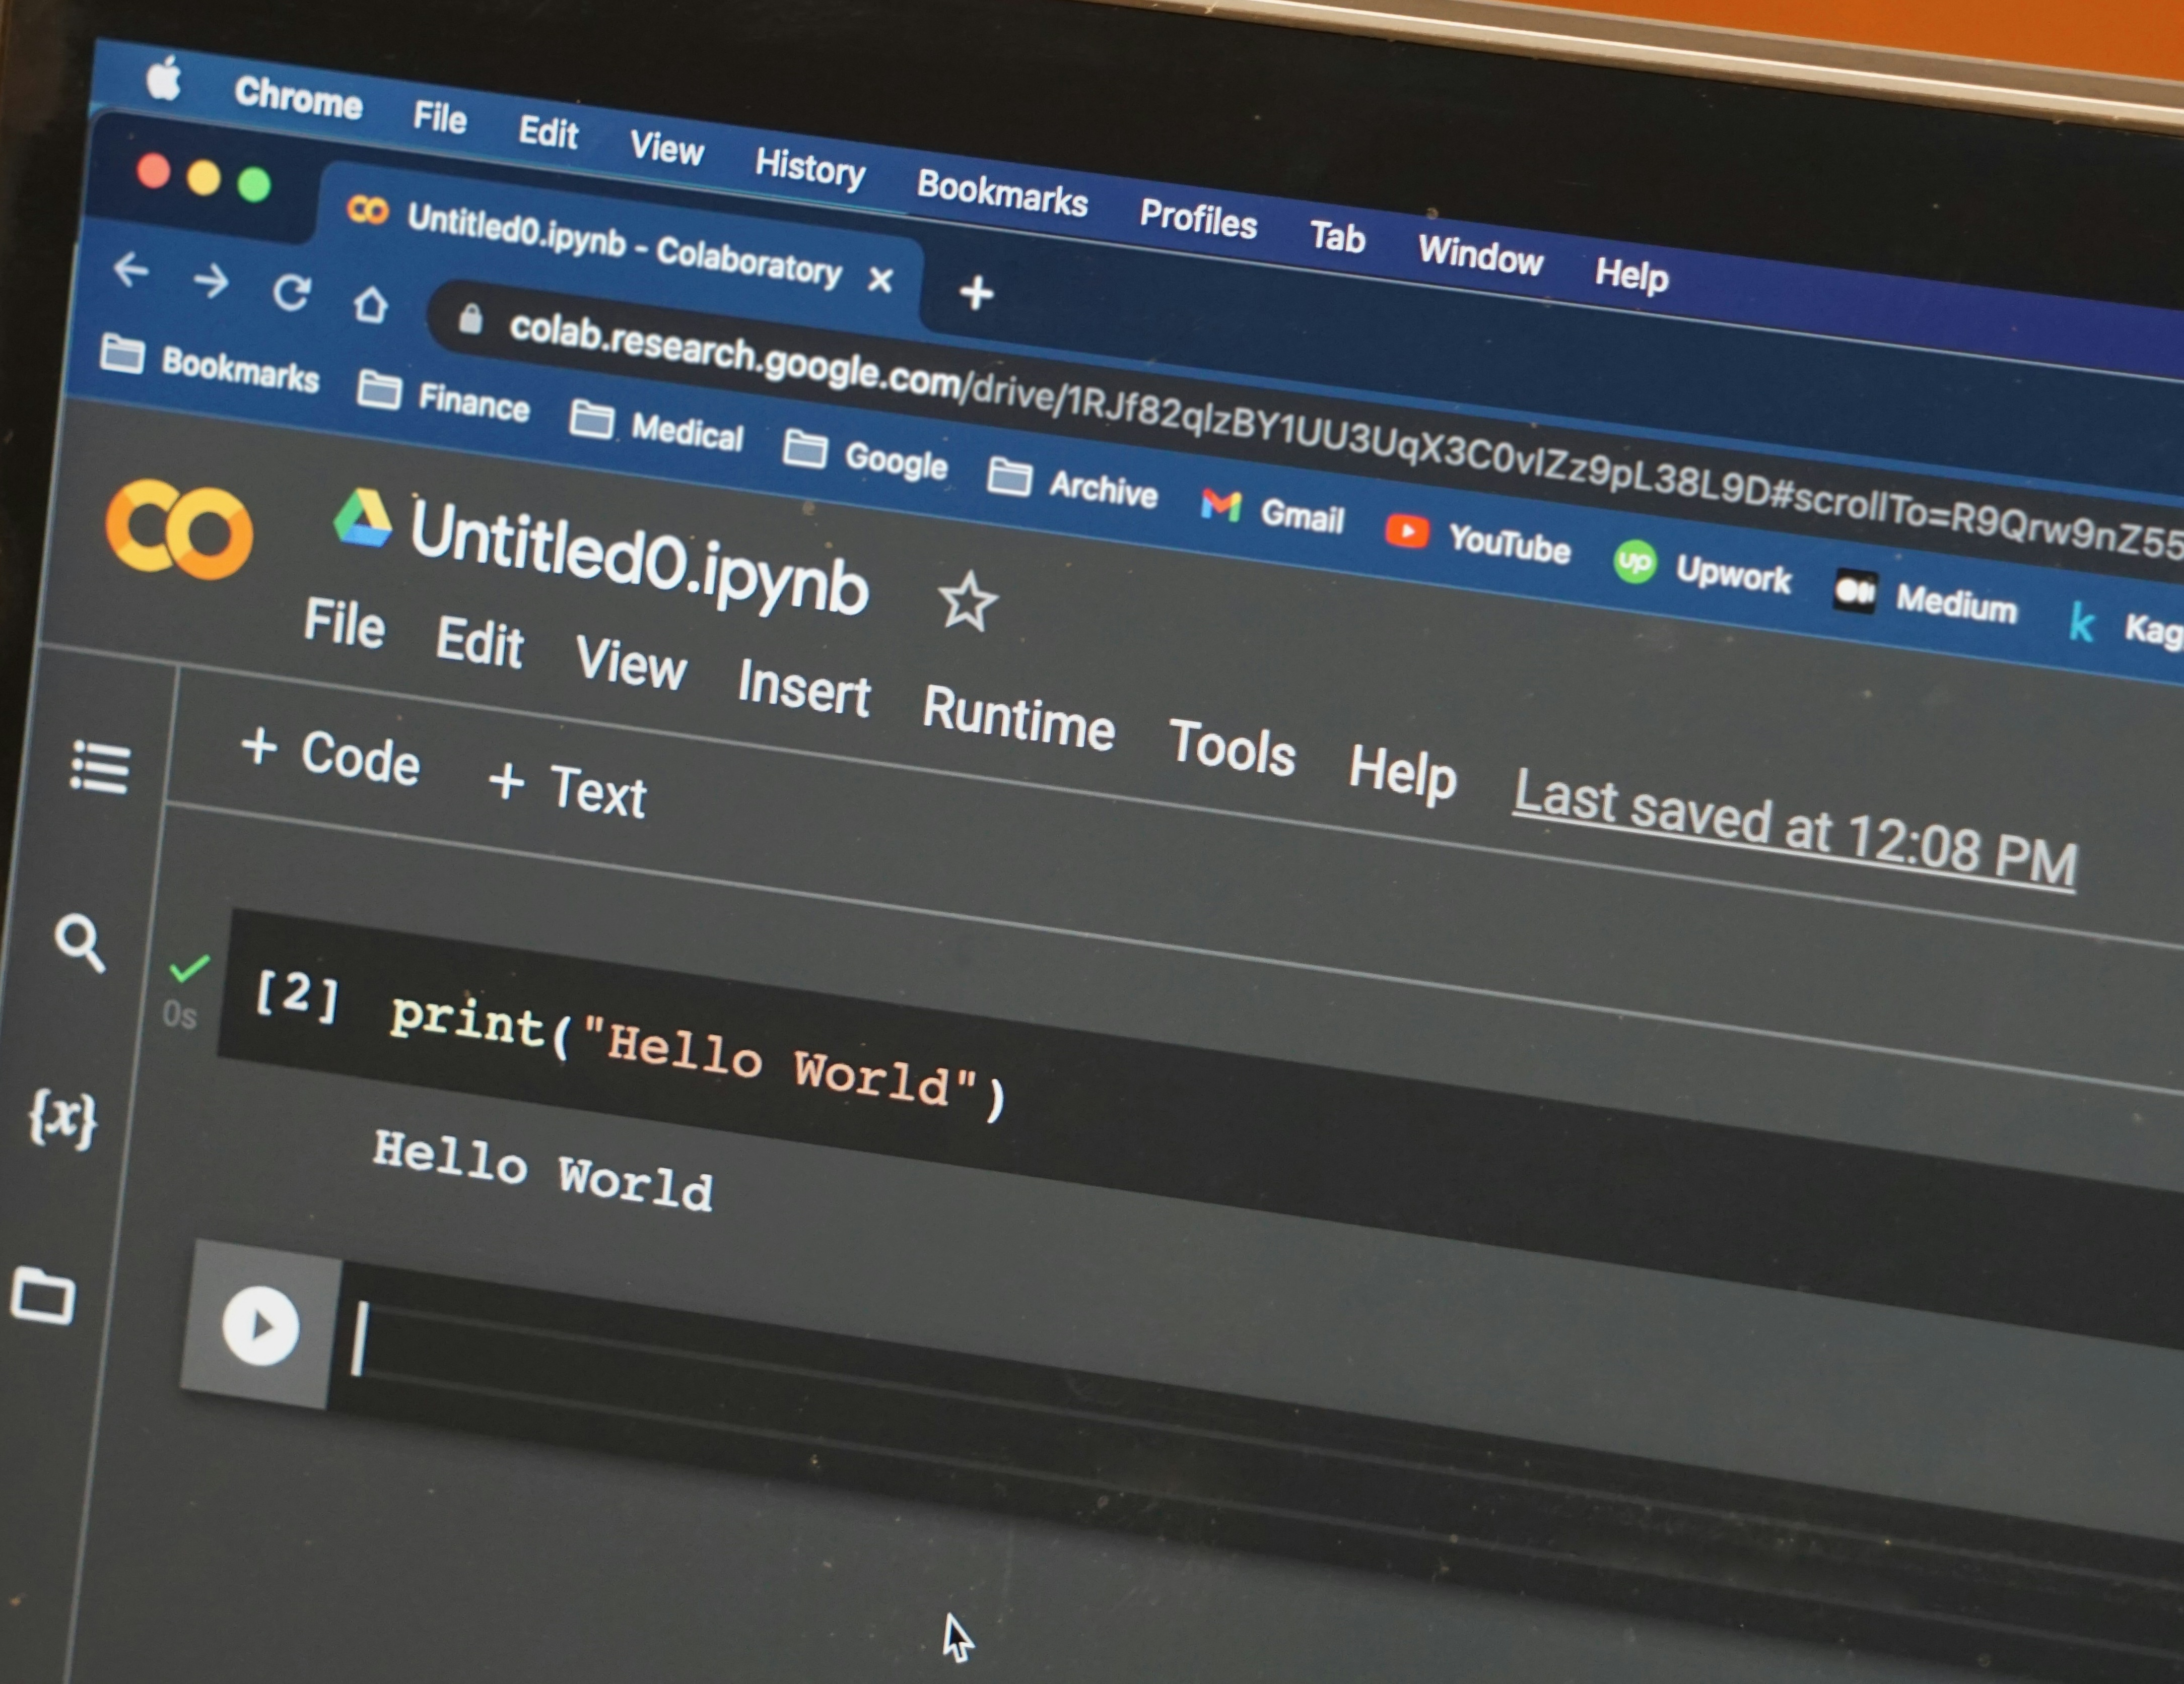 Chrome File Edit View History Bookmarks Profiles Tab Window Help
Untitled0.ipynb - Colaboratory
colab.research.google.com/drive/1RJf82qIzBY1UU3UqX3C0vIZz9pL38L9D#scrollTo=R9Qrw9nZ55
Bookmarks Finance Medical Google Archive Gmail YouTube up Upwork Medium k Kag
CO Untitled0.ipynb
File Edit View Insert Runtime Tools Help Last saved at 12:08 PM
+ Code + Text
[2] print("Hello World")
0s
Hello World
{x}